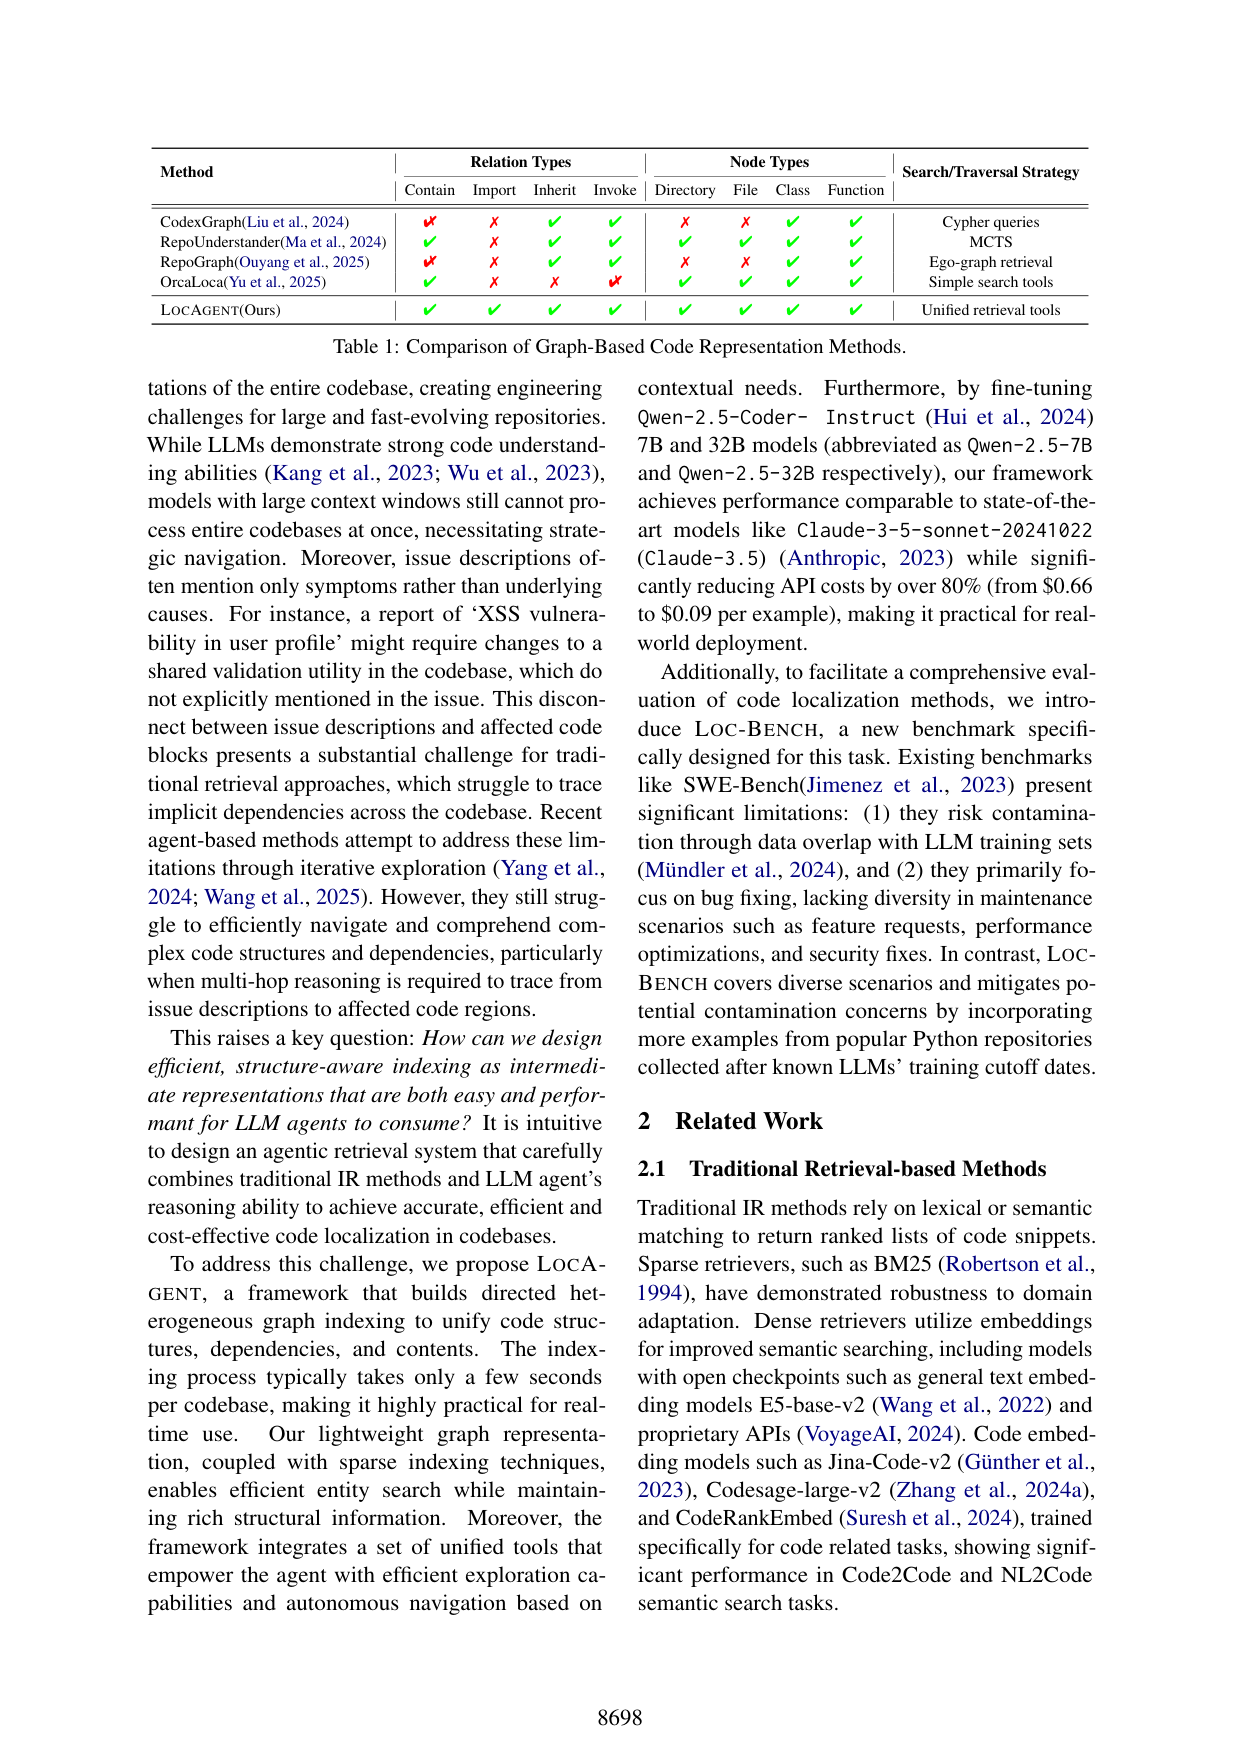 Method
Relation Types
Node Types
Search/Traversal Strategy
Contain Import Inherit Invoke Directory File Class Function
CodexGraph(Liu et al., 2024) ✔✗ ✗ ✔ ✔ ✗ ✗ ✔ ✔ Cypher queries
RepoUnderstander(Ma et al., 2024) ✔ ✗ ✔ ✔ ✔ ✔ ✔ ✔ MCTS
RepoGraph(Ouyang et al., 2025) ✔✗ ✗ ✔ ✔ ✗ ✗ ✔ ✔ Ego-graph retrieval
OrcaLoca(Yu et al., 2025) ✔ ✗ ✗ ✔✗ ✔ ✔ ✔ ✔ Simple search tools
LOCAGENT(Ours) ✔ ✔ ✔ ✔ ✔ ✔ ✔ ✔ Unified retrieval tools
Table 1: Comparison of Graph-Based Code Representation Methods.
tations of the entire codebase, creating engineering
challenges for large and fast-evolving repositories.
While LLMs demonstrate strong code understand-
ing abilities (Kang et al., 2023; Wu et al., 2023),
models with large context windows still cannot pro-
cess entire codebases at once, necessitating strate-
gic navigation. Moreover, issue descriptions of-
ten mention only symptoms rather than underlying
causes. For instance, a report of ‘XSS vulnera-
bility in user profile’ might require changes to a
shared validation utility in the codebase, which do
not explicitly mentioned in the issue. This discon-
nect between issue descriptions and affected code
blocks presents a substantial challenge for tradi-
tional retrieval approaches, which struggle to trace
implicit dependencies across the codebase. Recent
agent-based methods attempt to address these lim-
itations through iterative exploration (Yang et al.,
2024; Wang et al., 2025). However, they still strug-
gle to efficiently navigate and comprehend com-
plex code structures and dependencies, particularly
when multi-hop reasoning is required to trace from
issue descriptions to affected code regions.
This raises a key question: How can we design
efficient, structure-aware indexing as intermedi-
ate representations that are both easy and perfor-
mant for LLM agents to consume? It is intuitive
to design an agentic retrieval system that carefully
combines traditional IR methods and LLM agent’s
reasoning ability to achieve accurate, efficient and
cost-effective code localization in codebases.
To address this challenge, we propose LOCA-
GENT, a framework that builds directed het-
erogeneous graph indexing to unify code struc-
tures, dependencies, and contents. The index-
ing process typically takes only a few seconds
per codebase, making it highly practical for real-
time use. Our lightweight graph representa-
tion, coupled with sparse indexing techniques,
enables efficient entity search while maintain-
ing rich structural information. Moreover, the
framework integrates a set of unified tools that
empower the agent with efficient exploration ca-
pabilities and autonomous navigation based on
contextual needs. Furthermore, by fine-tuning
Qwen-2.5-Coder- Instruct (Hui et al., 2024)
7B and 32B models (abbreviated as Qwen-2.5-7B
and Qwen-2.5-32B respectively), our framework
achieves performance comparable to state-of-the-
art models like Claude-3-5-sonnet-20241022
(Claude-3.5) (Anthropic, 2023) while signifi-
cantly reducing API costs by over 80% (from $0.66
to $0.09 per example), making it practical for real-
world deployment.
Additionally, to facilitate a comprehensive eval-
uation of code localization methods, we intro-
duce LOC-BENCH, a new benchmark specifi-
cally designed for this task. Existing benchmarks
like SWE-Bench(Jimenez et al., 2023) present
significant limitations: (1) they risk contamina-
tion through data overlap with LLM training sets
(Mündler et al., 2024), and (2) they primarily fo-
cus on bug fixing, lacking diversity in maintenance
scenarios such as feature requests, performance
optimizations, and security fixes. In contrast, LOC-
BENCH covers diverse scenarios and mitigates po-
tential contamination concerns by incorporating
more examples from popular Python repositories
collected after known LLMs’ training cutoff dates.
2 Related Work
2.1 Traditional Retrieval-based Methods
Traditional IR methods rely on lexical or semantic
matching to return ranked lists of code snippets.
Sparse retrievers, such as BM25 (Robertson et al.,
1994), have demonstrated robustness to domain
adaptation. Dense retrievers utilize embeddings
for improved semantic searching, including models
with open checkpoints such as general text embed-
ding models E5-base-v2 (Wang et al., 2022) and
proprietary APIs (VoyageAI, 2024). Code embed-
ding models such as Jina-Code-v2 (Günther et al.,
2023), Codesage-large-v2 (Zhang et al., 2024a),
and CodeRankEmbed (Suresh et al., 2024), trained
specifically for code related tasks, showing signif-
icant performance in Code2Code and NL2Code
semantic search tasks.
8698